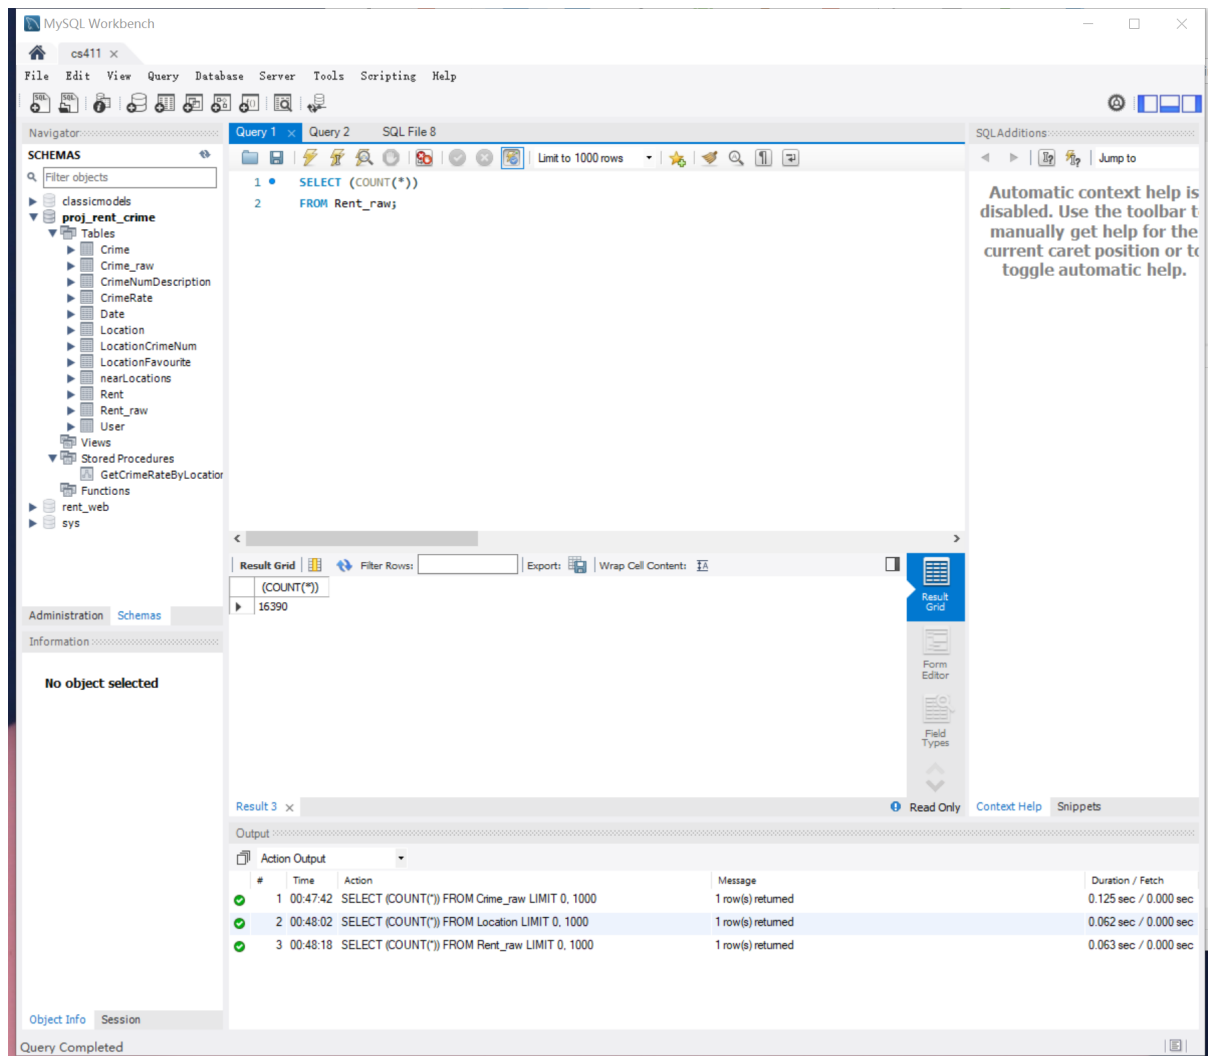 MySQL Workbench
cs411
File Edit View Query Database Server Tools Scripting Help
Navigator
SCHEMAS
Filter objects
classicmodels
proj_rent_crime
Tables
Crime
Crime_raw
CrimeNumDescription
CrimeRate
Date
Location
LocationCrimeNum
LocationFavourite
nearLocations
Rent
Rent_raw
User
Views
Stored Procedures
GetCrimeRateByLocation
Functions
rent_web
sys
Administration Schemas
Information
No object selected
Object Info Session
Query Completed
Query 1 Query 2 SQL File 8
Limit to 1000 rows
1 SELECT (COUNT(*))
2 FROM Rent_raw;
Result Grid Filter Rows: Export: Wrap Cell Content:
(COUNT(*))
16390
Result
Grid
Form
Editor
Field
Types
Result 3 Read Only
SQLAdditions
Jump to
Automatic context help is
disabled. Use the toolbar t
manually get help for the
current caret position or to
toggle automatic help.
Context Help Snippets
Output
Action Output
# Time Action Message Duration / Fetch
1 00:47:42 SELECT (COUNT(*)) FROM Crime_raw LIMIT 0, 1000 1 row(s) returned 0.125 sec / 0.000 sec
2 00:48:02 SELECT (COUNT(*)) FROM Location LIMIT 0, 1000 1 row(s) returned 0.062 sec / 0.000 sec
3 00:48:18 SELECT (COUNT(*)) FROM Rent_raw LIMIT 0, 1000 1 row(s) returned 0.063 sec / 0.000 sec